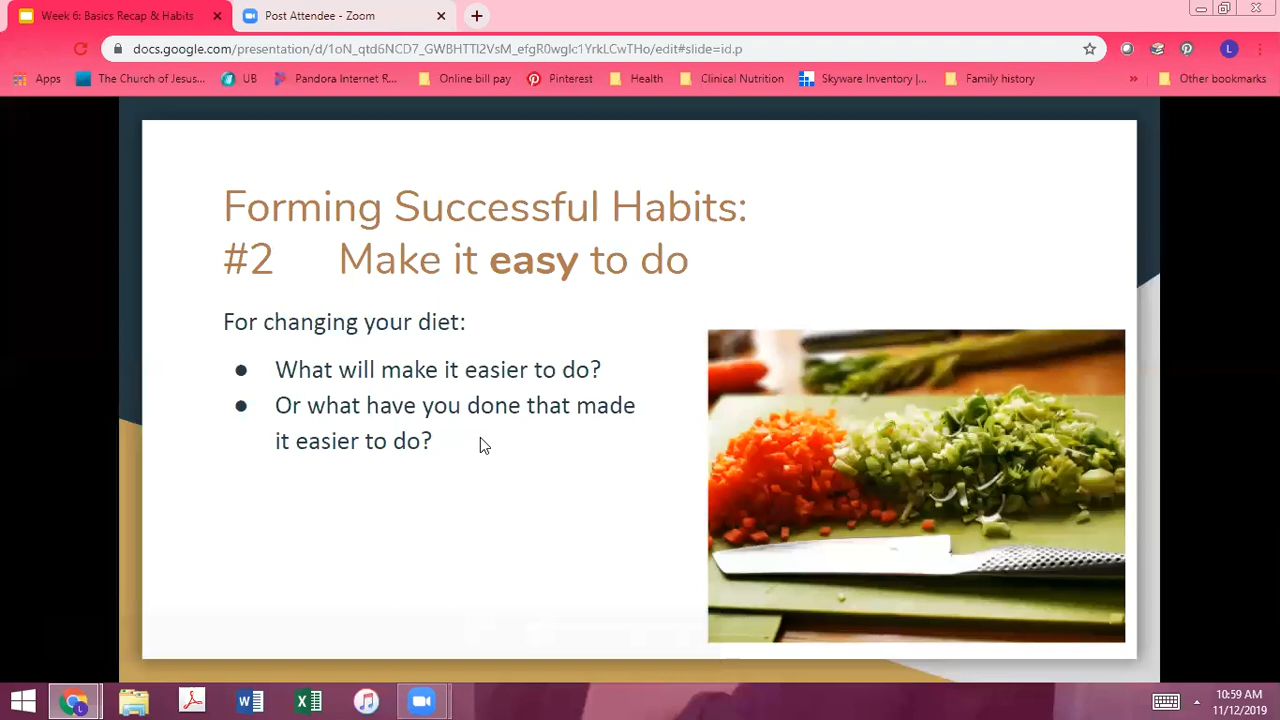 Week 6: Basics Recap & Habits
Post Attendee - Zoom
docs.google.com/presentation/d/1oN_qtd6NCD7_GWBHTTl2VsM_efgR0wglc1YrkLCwTHo/edit#slide=id.p
L
Apps
The Church of Jesus...
UB
Pandora Internet R...
Online bill pay
Pinterest
Health
Clinical Nutrition
Skyware Inventory |...
Family history
»
Other bookmarks
Forming Successful Habits:
#2 Make it easy to do
For changing your diet:
● What will make it easier to do?
● Or what have you done that made
it easier to do?
10:59 AM
11/12/2019